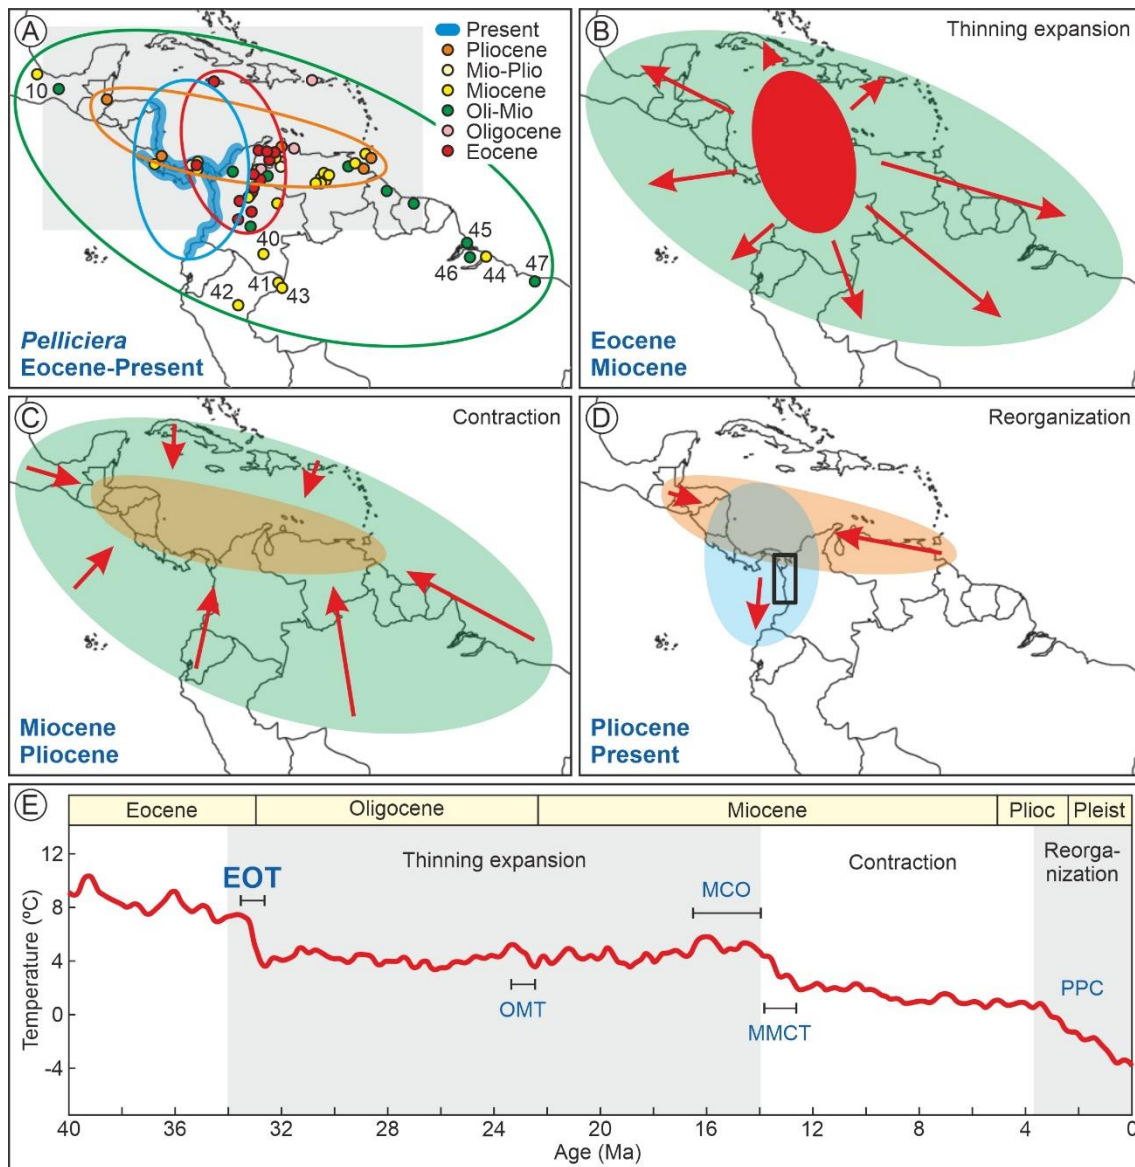 A
Present
Pliocene
Mio-Plio
Miocene
Oli-Mio
Oligocene
Eocene
10
40
41
42
43
45
46
44
47
Pelliciera
Eocene-Present
B
Thinning expansion
Eocene
Miocene
C
Contraction
Miocene
Pliocene
D
Reorganization
Pliocene
Present
E
Eocene
Oligocene
Miocene
Plioc
Pleist
Thinning expansion
Contraction
Reorga-
nization
EOT
OMT
MCO
MMCT
PPC
Temperature (ºC)
12
8
4
0
-4
40
36
32
28
24
20
16
12
8
4
0
Age (Ma)